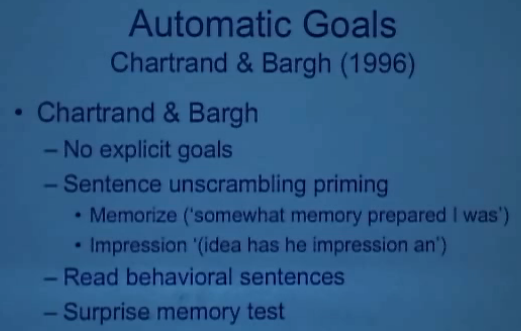 Automatic Goals
Chartrand & Bargh (1996)
• Chartrand & Bargh
– No explicit goals
– Sentence unscrambling priming
• Memorize ('somewhat memory prepared I was')
• Impression '(idea has he impression an')
– Read behavioral sentences
– Surprise memory test